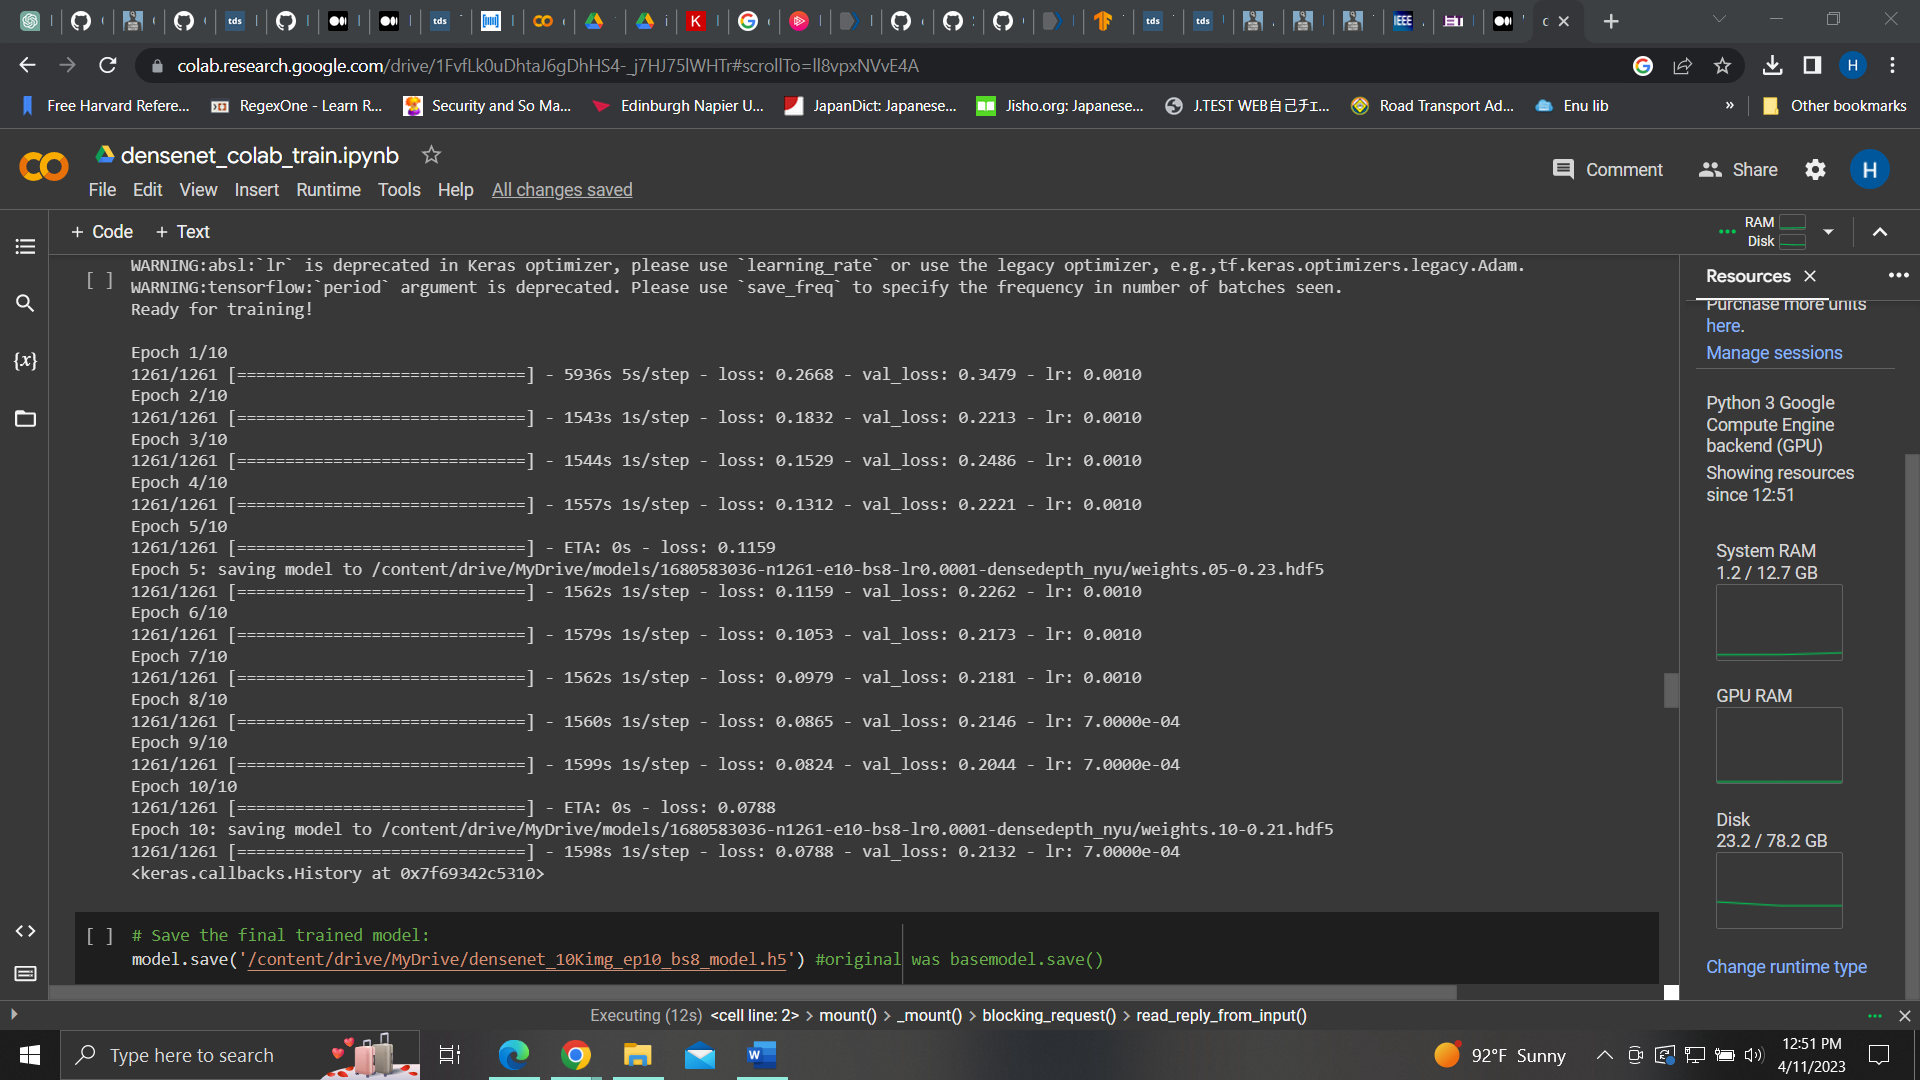 tds
tds
tds
tds
IEEE
colab.research.google.com/drive/1FvfLk0uDhtaJ6gDhHS4-_j7HJ75lWHTr#scrollTo=ll8vpxNVvE4A
H
Free Harvard Refere...
RegexOne - Learn R...
Security and So Ma...
Edinburgh Napier U...
JapanDict: Japanese...
Jisho.org: Japanese...
J.TEST WEB自己チェ...
Road Transport Ad...
Enu lib
»
Other bookmarks
densenet_colab_train.ipynb
File Edit View Insert Runtime Tools Help All changes saved
Comment
Share
H
+ Code + Text
RAM
Disk
[ ] WARNING:absl:`lr` is deprecated in Keras optimizer, please use `learning_rate` or use the legacy optimizer, e.g.,tf.keras.optimizers.legacy.Adam.
WARNING:tensorflow:`period` argument is deprecated. Please use `save_freq` to specify the frequency in number of batches seen.
Ready for training!
Epoch 1/10
1261/1261 [==============================] - 5936s 5s/step - loss: 0.2668 - val_loss: 0.3479 - lr: 0.0010
Epoch 2/10
1261/1261 [==============================] - 1543s 1s/step - loss: 0.1832 - val_loss: 0.2213 - lr: 0.0010
Epoch 3/10
1261/1261 [==============================] - 1544s 1s/step - loss: 0.1529 - val_loss: 0.2486 - lr: 0.0010
Epoch 4/10
1261/1261 [==============================] - 1557s 1s/step - loss: 0.1312 - val_loss: 0.2221 - lr: 0.0010
Epoch 5/10
1261/1261 [==============================] - ETA: 0s - loss: 0.1159
Epoch 5: saving model to /content/drive/MyDrive/models/1680583036-n1261-e10-bs8-lr0.0001-densedepth_nyu/weights.05-0.23.hdf5
1261/1261 [==============================] - 1562s 1s/step - loss: 0.1159 - val_loss: 0.2262 - lr: 0.0010
Epoch 6/10
1261/1261 [==============================] - 1579s 1s/step - loss: 0.1053 - val_loss: 0.2173 - lr: 0.0010
Epoch 7/10
1261/1261 [==============================] - 1562s 1s/step - loss: 0.0979 - val_loss: 0.2181 - lr: 0.0010
Epoch 8/10
1261/1261 [==============================] - 1560s 1s/step - loss: 0.0865 - val_loss: 0.2146 - lr: 7.0000e-04
Epoch 9/10
1261/1261 [==============================] - 1599s 1s/step - loss: 0.0824 - val_loss: 0.2044 - lr: 7.0000e-04
Epoch 10/10
1261/1261 [==============================] - ETA: 0s - loss: 0.0788
Epoch 10: saving model to /content/drive/MyDrive/models/1680583036-n1261-e10-bs8-lr0.0001-densedepth_nyu/weights.10-0.21.hdf5
1261/1261 [==============================] - 1598s 1s/step - loss: 0.0788 - val_loss: 0.2132 - lr: 7.0000e-04
<keras.callbacks.History at 0x7f69342c5310>
[ ] # Save the final trained model:
model.save('/content/drive/MyDrive/densenet_10Kimg_ep10_bs8_model.h5') #original was basemodel.save()
Resources
Purchase more units
here.
Manage sessions
Python 3 Google
Compute Engine
backend (GPU)
Showing resources
since 12:51
System RAM
1.2 / 12.7 GB
GPU RAM
Disk
23.2 / 78.2 GB
Change runtime type
Executing (12s) <cell line: 2> > mount() > _mount() > blocking_request() > read_reply_from_input()
Type here to search
92°F Sunny
12:51 PM
4/11/2023